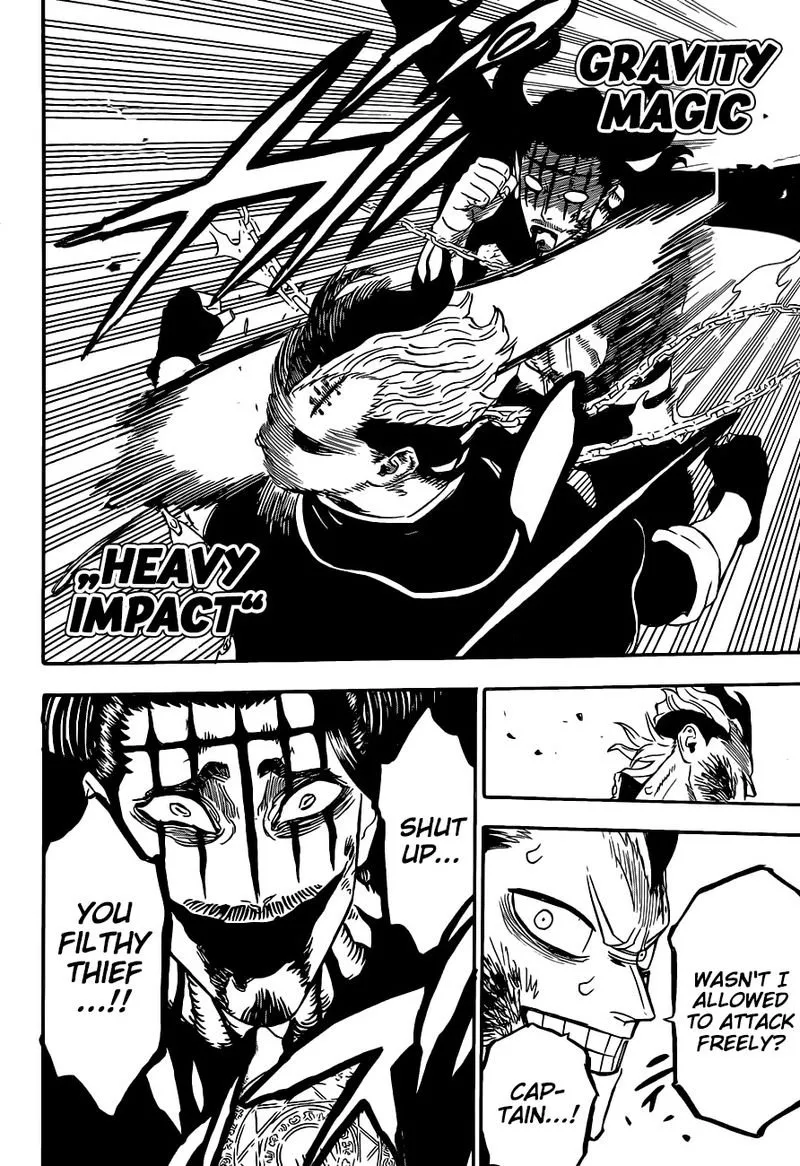 GRAVITY
MAGIC
„HEAVY
IMPACT“
WASN'T I
ALLOWED
TO ATTACK
FREELY?
CAP-
TAIN...!
SHUT
UP...
YOU
FILTHY
THIEF
...!!